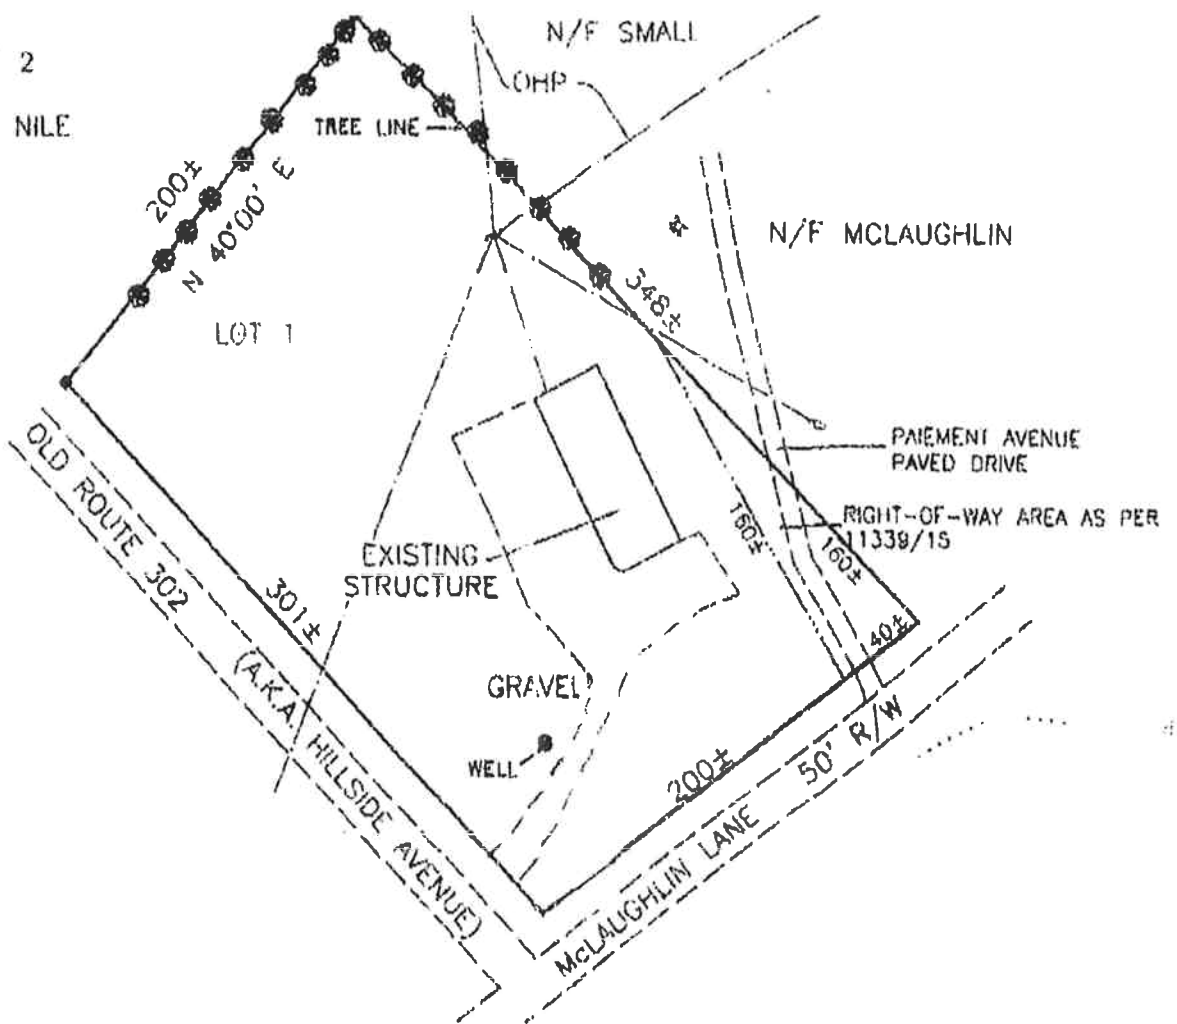 2
NILE
N/F SMALL
OHP
TREE LINE
200±
N 40°00' E
LOT 1
N/F MCLAUGHLIN
348±
PAIEMENT AVENUE
PAVED DRIVE
RIGHT-OF-WAY AREA AS PER
11339/15
160±
160±
40±
EXISTING
STRUCTURE
OLD ROUTE 302 (A.K.A. HILLSIDE AVENUE)
301±
GRAVEL
WELL
200±
McLAUGHLIN LANE 50' R/W